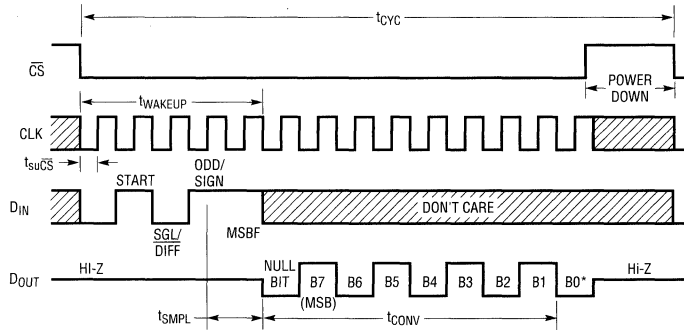 tCYC
CS
POWER
DOWN
tWAKEUP
CLK
tsuCS
START
ODD/
SIGN
DIN
DON'T CARE
SGL/
DIFF
MSBF
HI-Z
NULL
BIT
B7
(MSB)
B6
B5
B4
B3
B2
B1
B0*
Hi-Z
DOUT
tSMPL
tCONV